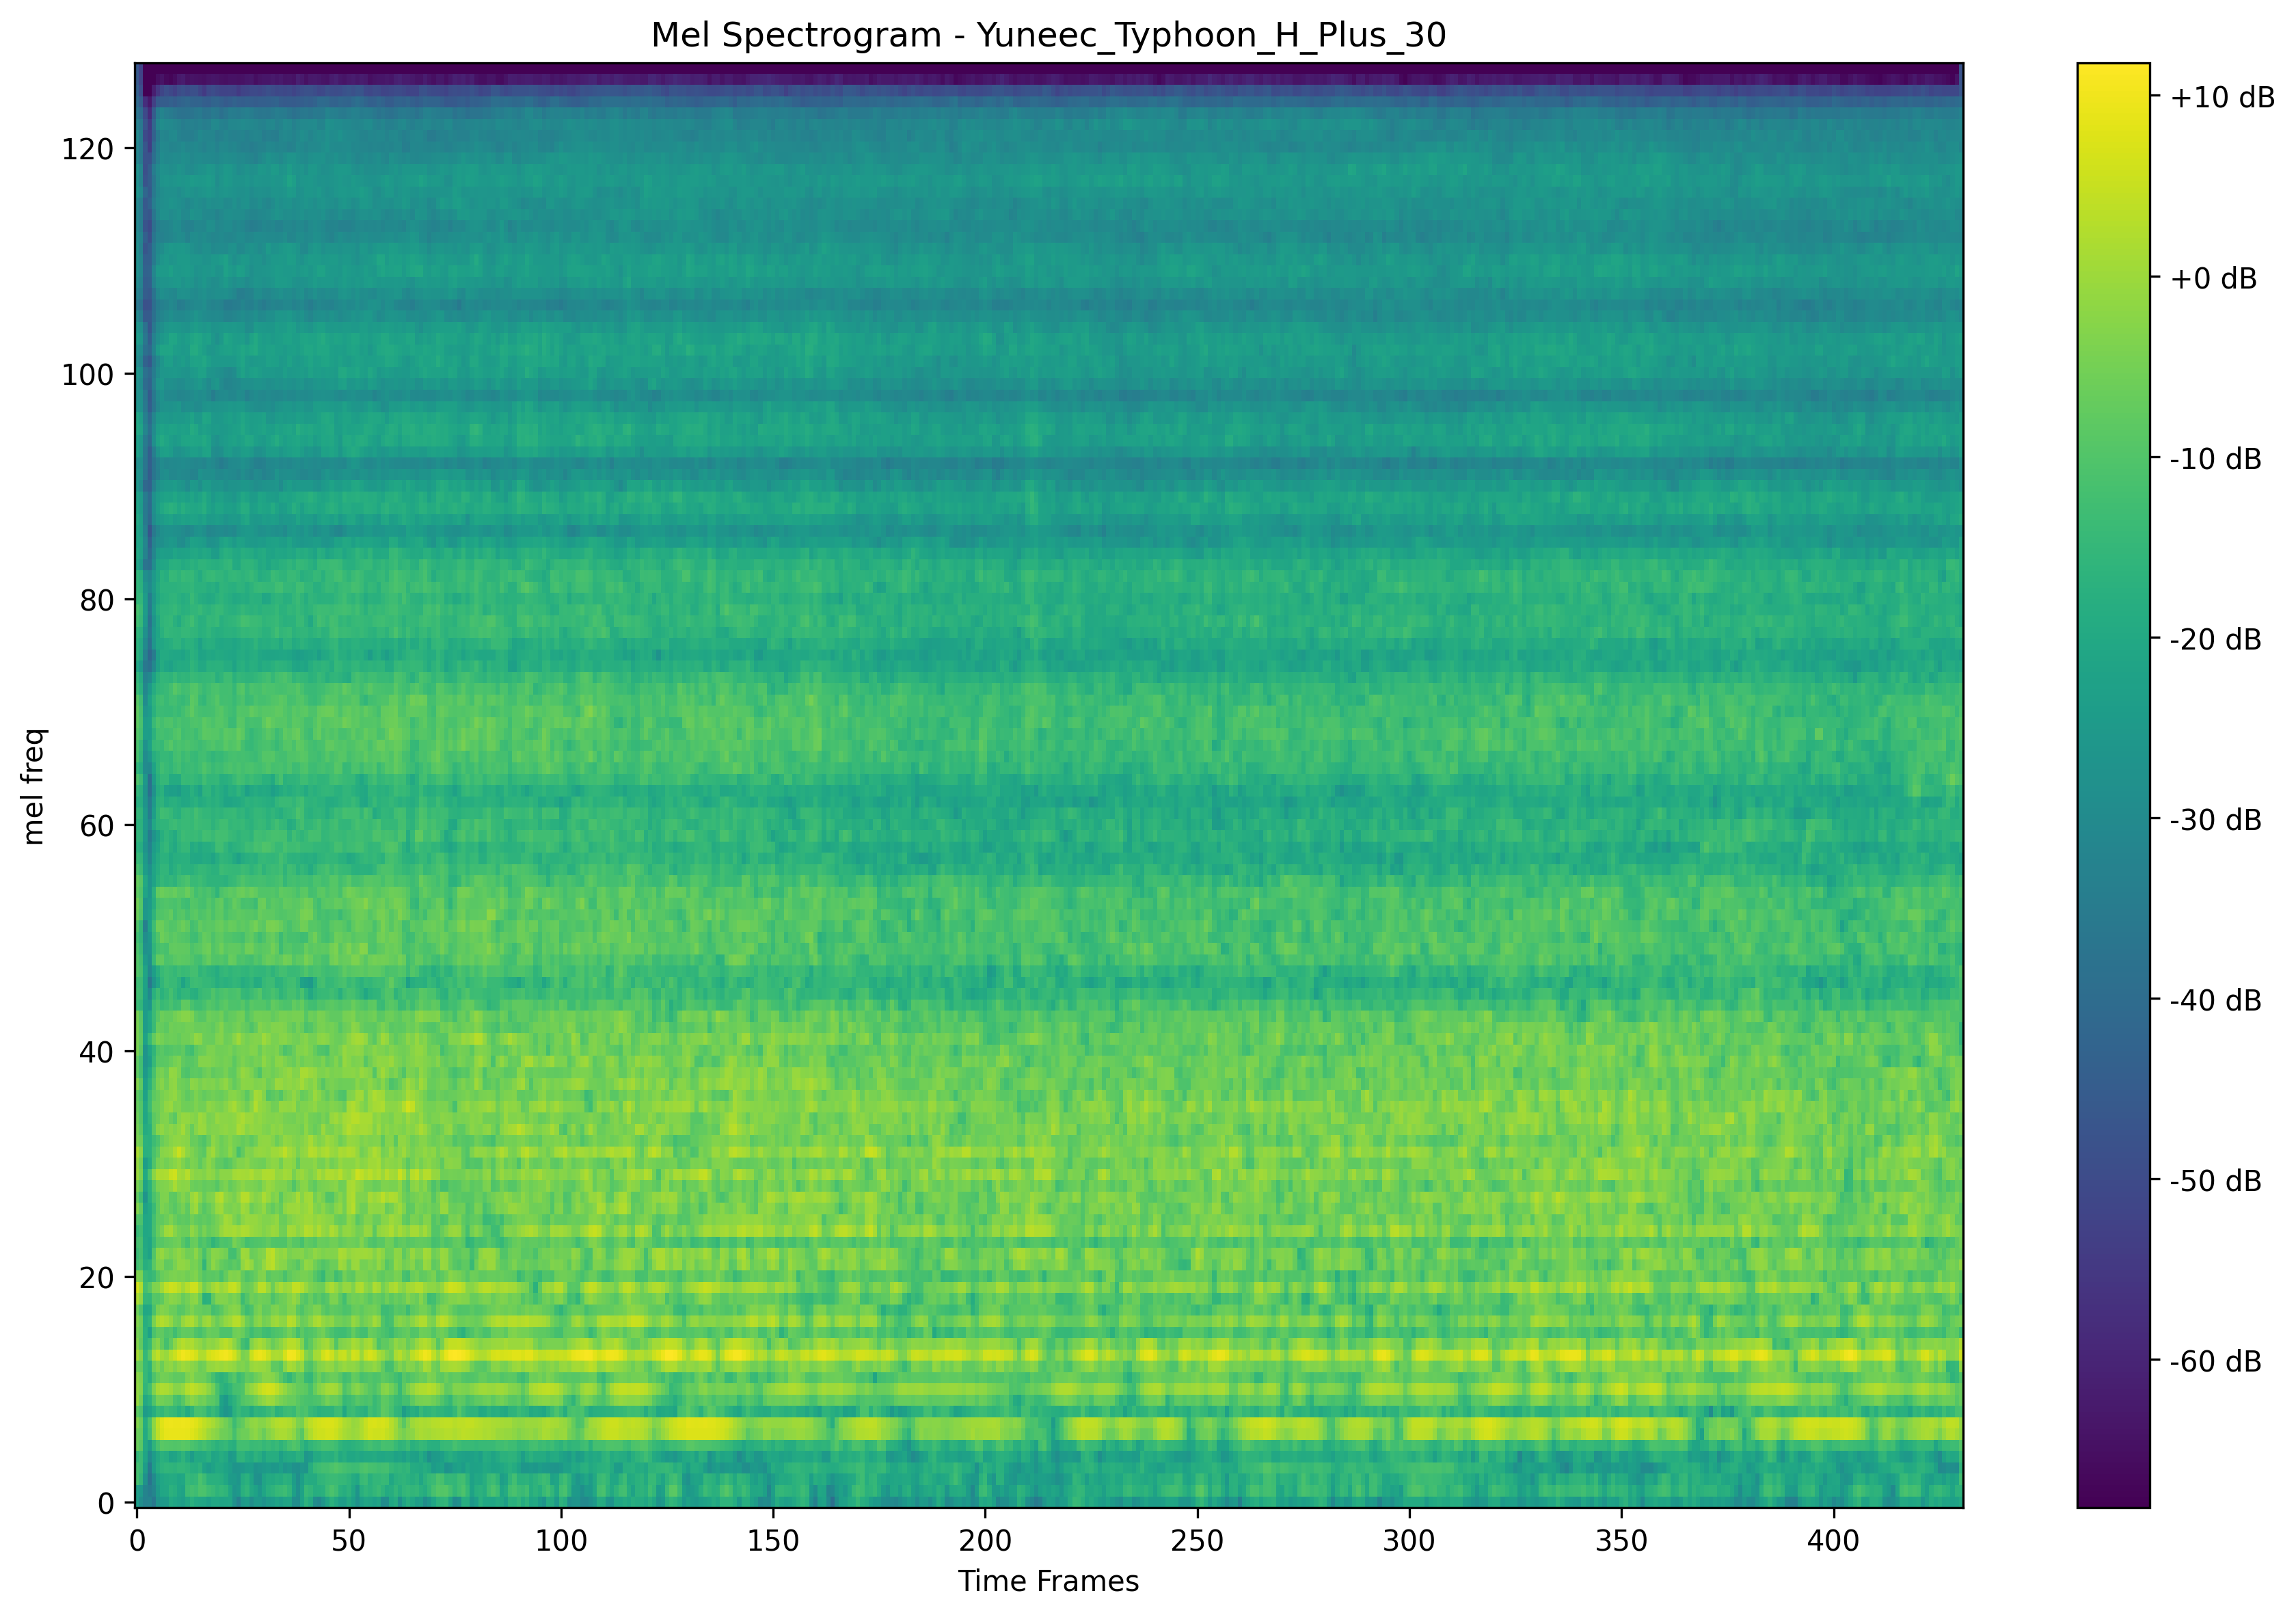 Mel Spectrogram - Yuneec_Typhoon_H_Plus_30
mel freq
120
100
80
60
40
20
0
0 50 100 150 200 250 300 350 400
Time Frames
+10 dB
+0 dB
-10 dB
-20 dB
-30 dB
-40 dB
-50 dB
-60 dB